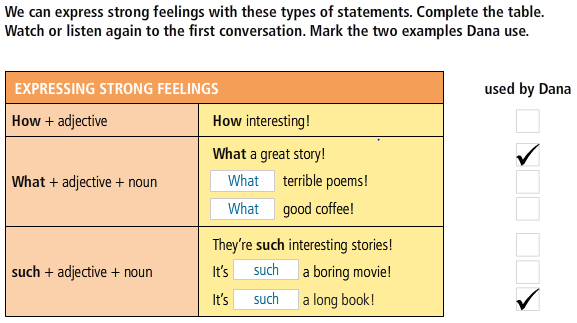 We can express strong feelings with these types of statements. Complete the table.
Watch or listen again to the first conversation. Mark the two examples Dana use.
EXPRESSING STRONG FEELINGS
used by Dana
How + adjective
How interesting!
What + adjective + noun
What a great story!
What terrible poems!
What good coffee!
such + adjective + noun
They're such interesting stories!
It's such a boring movie!
It's such a long book!